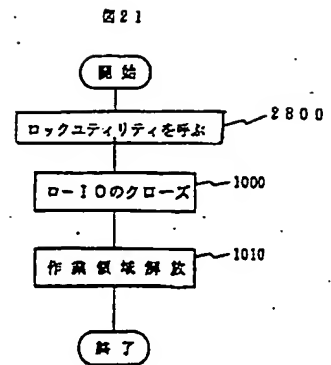 図21
開始
ロックユティリティを呼ぶ
2800
ローIOのクローズ
1000
作業領域解放
1010
終了